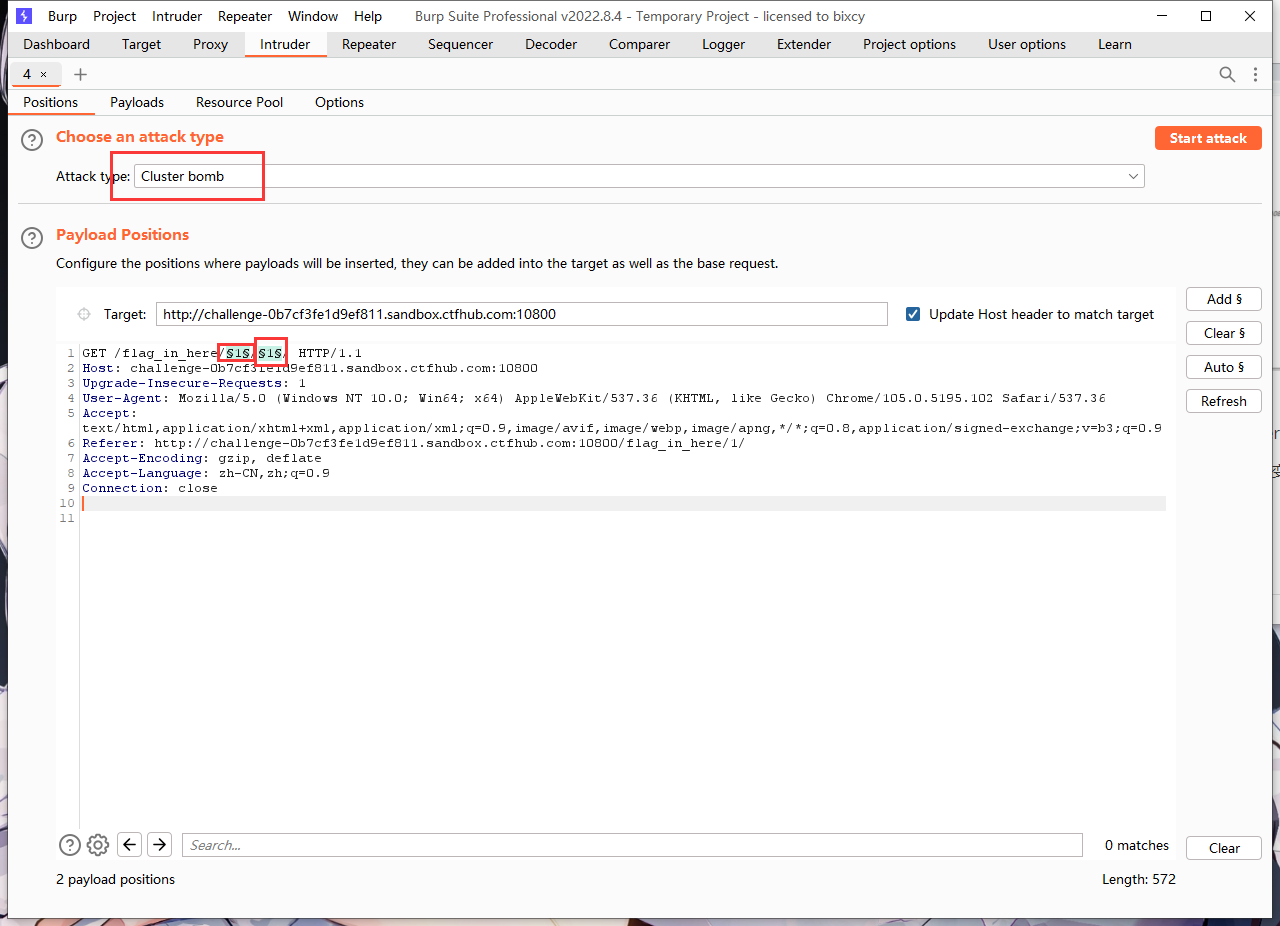 Burp Project Intruder Repeater Window Help Burp Suite Professional v2022.8.4 - Temporary Project - licensed to bixcy
Dashboard Target Proxy Intruder Repeater Sequencer Decoder Comparer Logger Extender Project options User options Learn
4 ×
Positions Payloads Resource Pool Options
? Choose an attack type Start attack
Attack type: Cluster bomb
? Payload Positions
Configure the positions where payloads will be inserted, they can be added into the target as well as the base request.
Target: http://challenge-0b7cf3fe1d9ef811.sandbox.ctfhub.com:10800 Update Host header to match target
Add §
Clear §
Auto §
Refresh
1 GET /flag_in_here/§1§/§1§/ HTTP/1.1
2 Host: challenge-0b7cf3fe1d9ef811.sandbox.ctfhub.com:10800
3 Upgrade-Insecure-Requests: 1
4 User-Agent: Mozilla/5.0 (Windows NT 10.0; Win64; x64) AppleWebKit/537.36 (KHTML, like Gecko) Chrome/105.0.5195.102 Safari/537.36
5 Accept:
text/html,application/xhtml+xml,application/xml;q=0.9,image/avif,image/webp,image/apng,*/*;q=0.8,application/signed-exchange;v=b3;q=0.9
6 Referer: http://challenge-0b7cf3fe1d9ef811.sandbox.ctfhub.com:10800/flag_in_here/1/
7 Accept-Encoding: gzip, deflate
8 Accept-Language: zh-CN,zh;q=0.9
9 Connection: close
10
11
? Search... 0 matches Clear
2 payload positions Length: 572